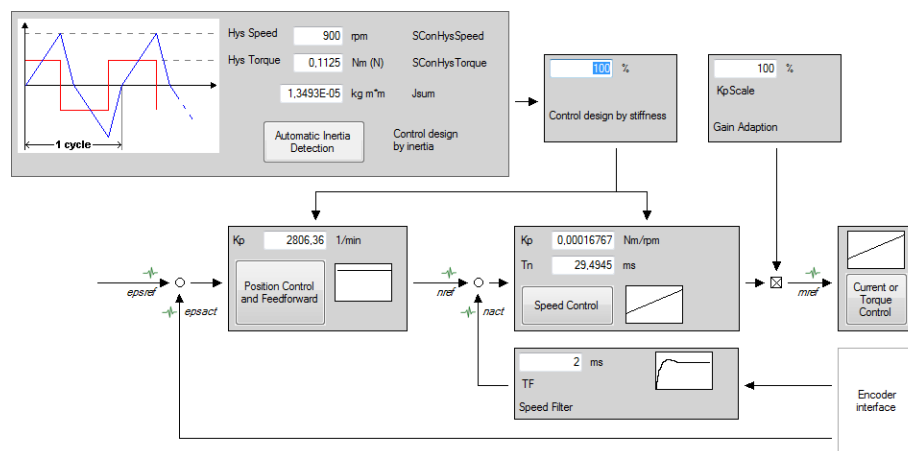 Hys Speed 900 rpm SConHysSpeed
Hys Torque 0,1125 Nm (N) SConHysTorque
1,3493E-05 kg m*m Jsum
1 cycle
Automatic Inertia
Detection
Control design
by inertia
100 %
Control design by stiffness
100 %
KpScale
Gain Adaption
Kp 2806,36 1/min
Position Control
and Feedforward
Kp 0,00016767 Nm/rpm
Tn 29,4945 ms
Speed Control
epsref
epsact
nref
nact
mref
Current or
Torque
Control
2 ms
TF
Speed Filter
Encoder
interface